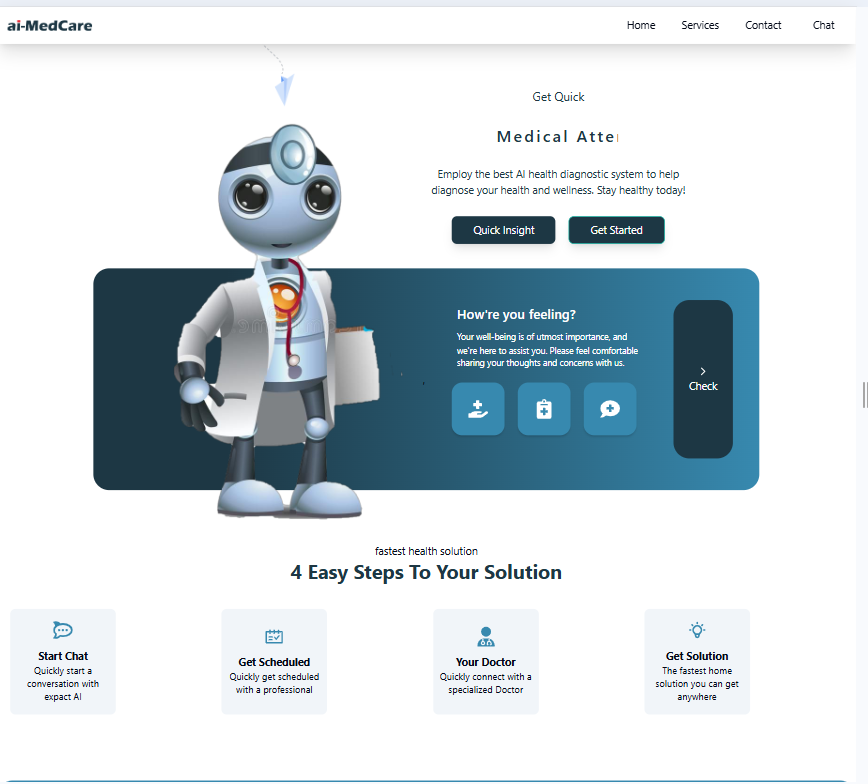 ai-MedCare
Home Services Contact Chat
Get Quick
Medical Atte
Employ the best AI health diagnostic system to help
diagnose your health and wellness. Stay healthy today!
Quick Insight Get Started
How're you feeling?
Your well-being is of utmost importance, and
we're here to assist you. Please feel comfortable
sharing your thoughts and concerns with us.
Check
fastest health solution
4 Easy Steps To Your Solution
Start Chat
Quickly start a
conversation with
expact AI
Get Scheduled
Quickly get scheduled
with a professional
Your Doctor
Quickly connect with a
specialized Doctor
Get Solution
The fastest home
solution you can get
anywhere